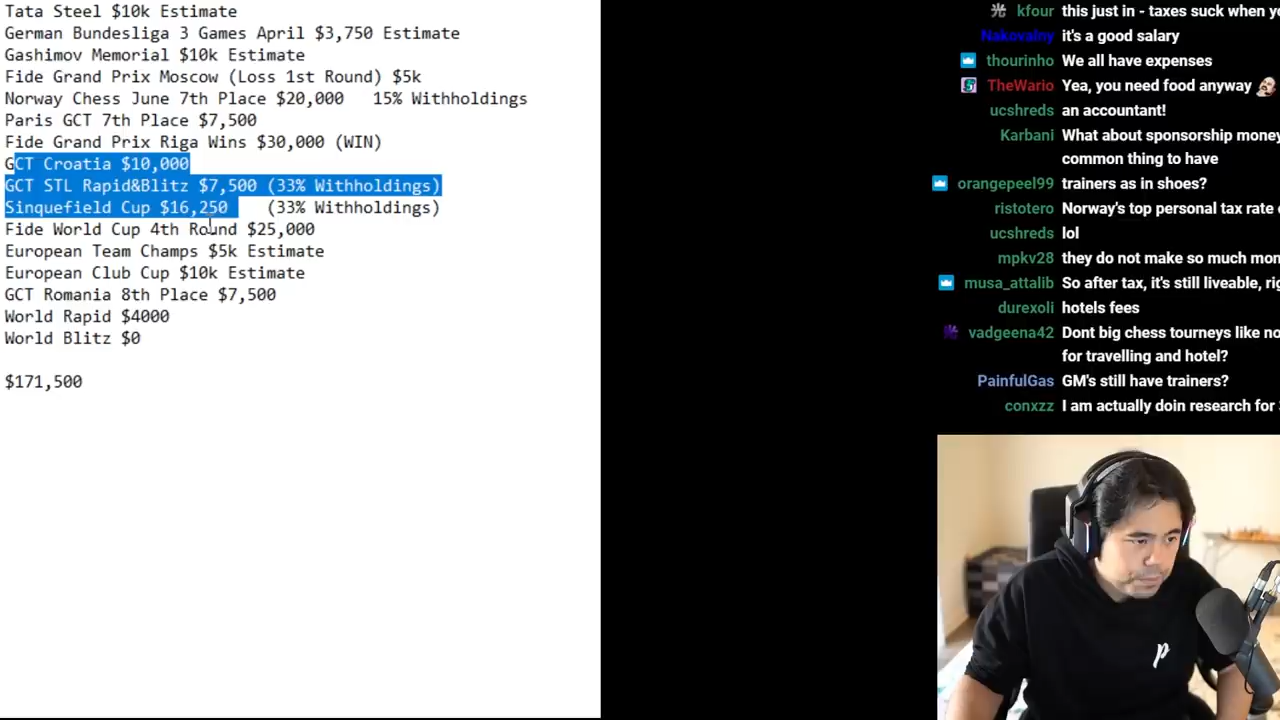 Tata Steel $10k Estimate
German Bundesliga 3 Games April $3,750 Estimate
Gashimov Memorial $10k Estimate
Fide Grand Prix Moscow (Loss 1st Round) $5k
Norway Chess June 7th Place $20,000 15% Withholdings
Paris GCT 7th Place $7,500
Fide Grand Prix Riga Wins $30,000 (WIN)
GCT Croatia $10,000
GCT STL Rapid&Blitz $7,500 (33% Withholdings)
Sinquefield Cup $16,250 (33% Withholdings)
Fide World Cup 4th Round $25,000
European Team Champs $5k Estimate
European Club Cup $10k Estimate
GCT Romania 8th Place $7,500
World Rapid $4000
World Blitz $0
$171,500
kfour this just in - taxes suck when
Nakovalny it's a good salary
thourinho We all have expenses
TheWario Yea, you need food anyway
ucshreds an accountant!
Karbani What about sponsorship money
common thing to have
orangepeel99 trainers as in shoes?
ristotero Norway's top personal tax rate
ucshreds lol
mpkv28 they do not make so much
musa_attalib So after tax, it's still liveable,
durexoli hotels fees
vadgeena42 Dont big chess tourneys like
for travelling and hotel?
PainfulGas GM's still have trainers?
conxzz I am actually doin research for